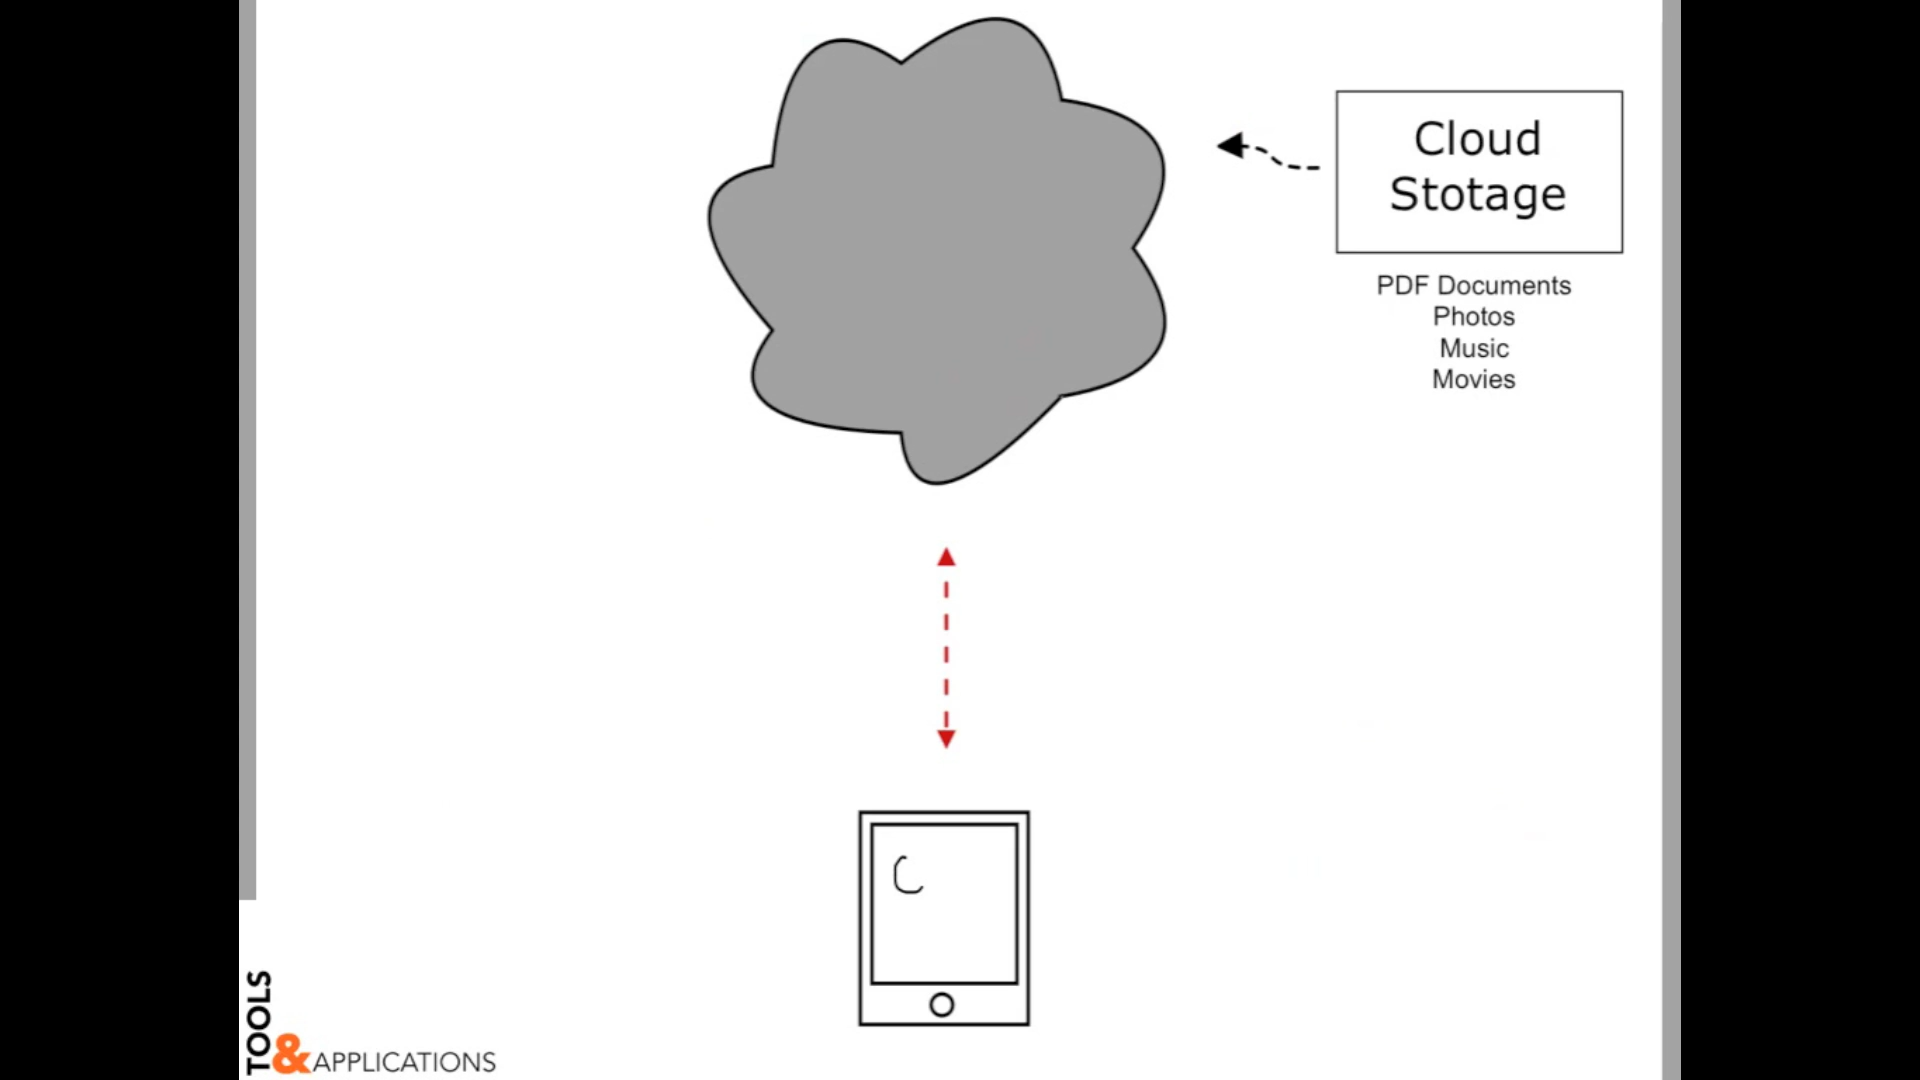 Cloud
Stotage
PDF Documents
Photos
Music
Movies
C
TOOLS
&APPLICATIONS